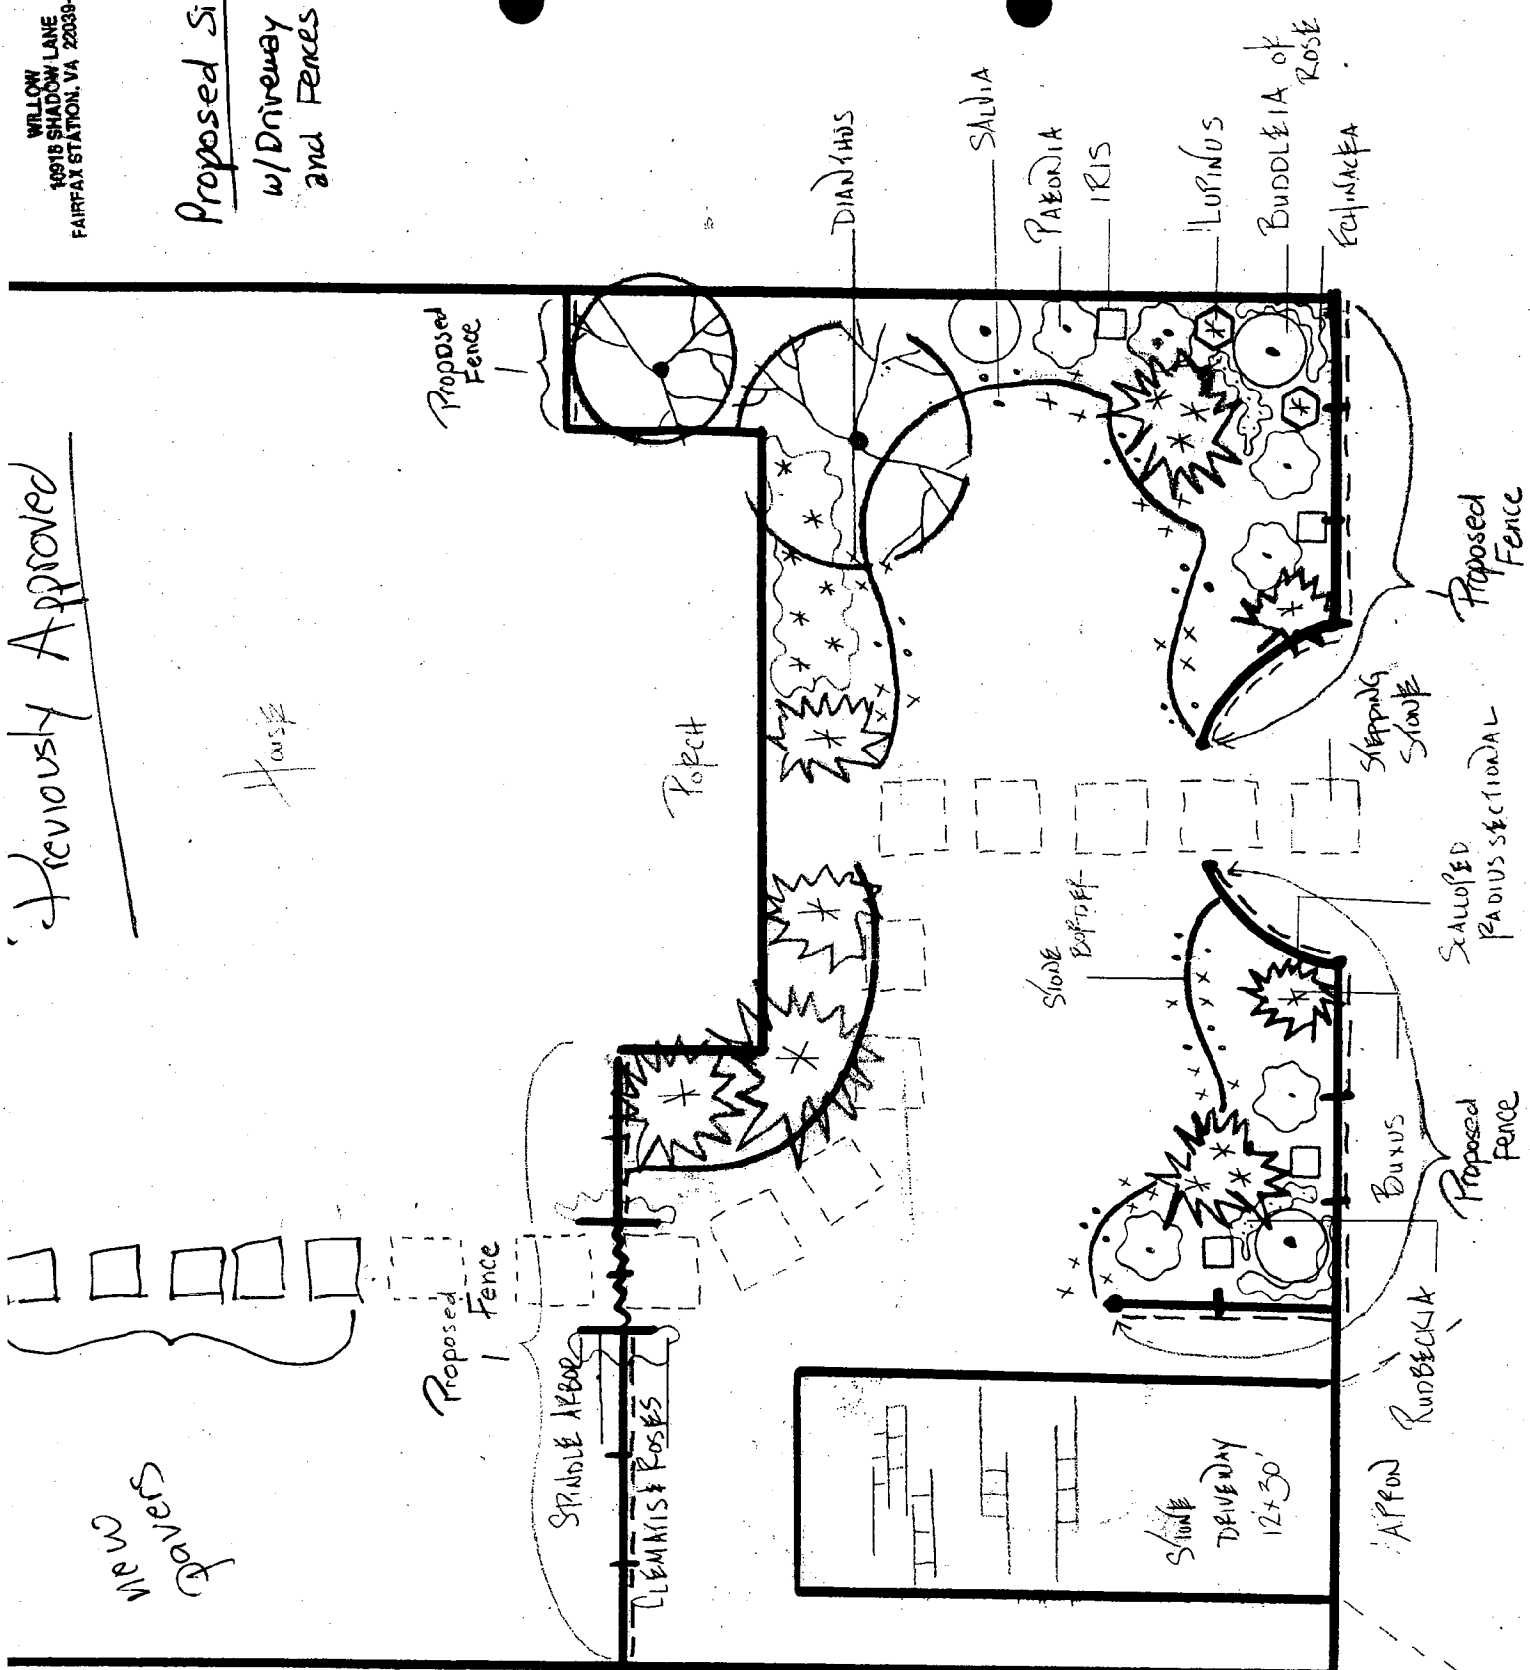 WILLOW
10918 SHADOW LANE
FAIRFAX STATION, VA 22039-
Proposed Si
w/Driveway
and Fences
Previously Approved
House
Proposed
Fence
PORCH
DIANTHUS
SALVIA
PAEONIA
IRIS
LUPINUS
BUDDLEIA of
ROSE
ECHINACEA
Proposed
Fence
STEPPING
STONE
SCALLOPED
RADIUS SECTIONAL
STONE
BORDER
BUXUS
Proposed
Fence
RUDBECKIA
APRON
STONE
DRIVEWAY
12x30'
Proposed
Fence
SPINDLE ARBOR
CLEMATIS & ROSES
new
pavers